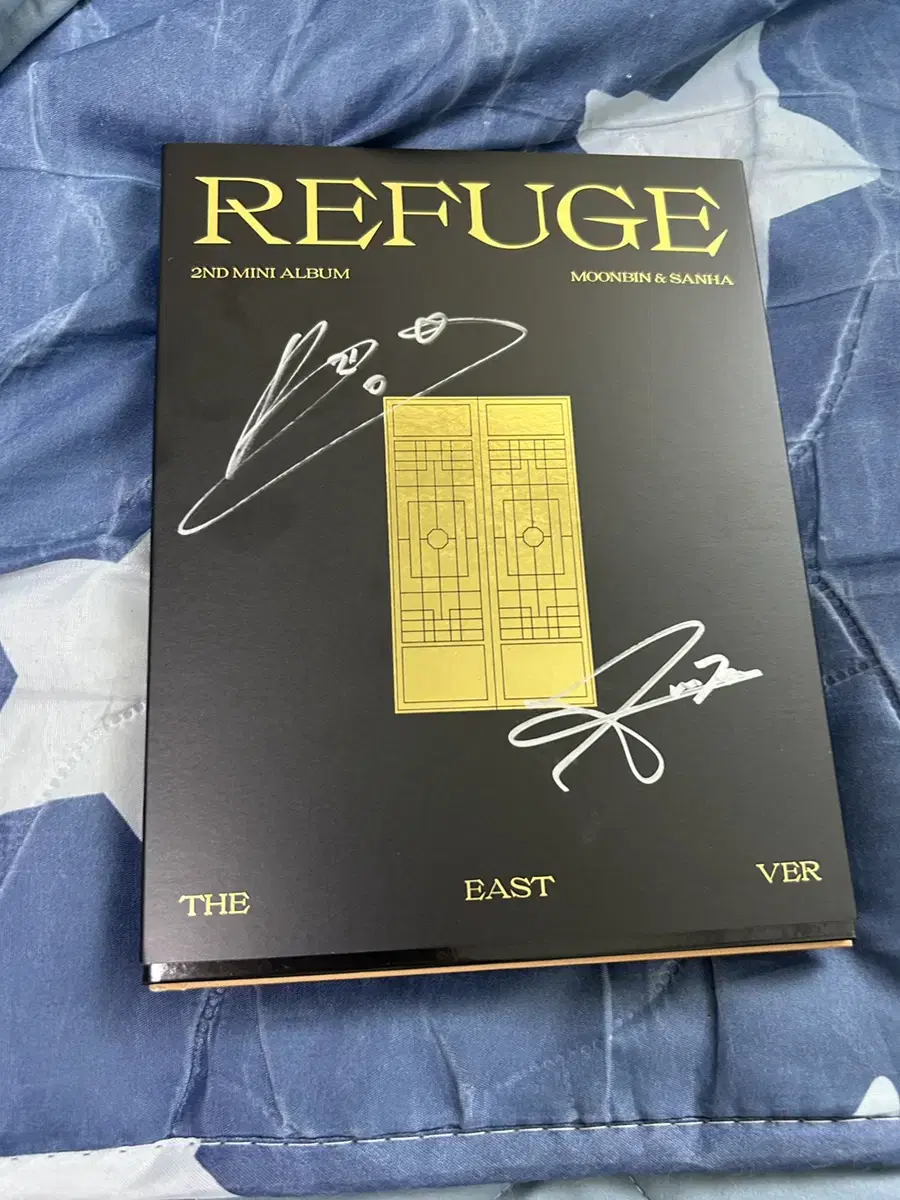 REFUGE
2ND MINI ALBUM MOONBIN & SANHA
THE EAST VER